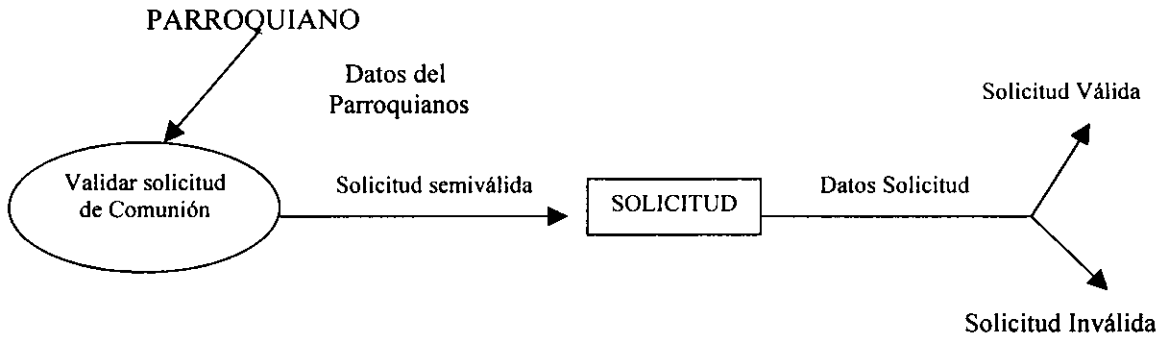 PARROQUIANO
Datos del
Parroquianos
Solicitud Válida
Validar solicitud
de Comunión
Solicitud semiválida
SOLICITUD
Datos Solicitud
Solicitud Inválida